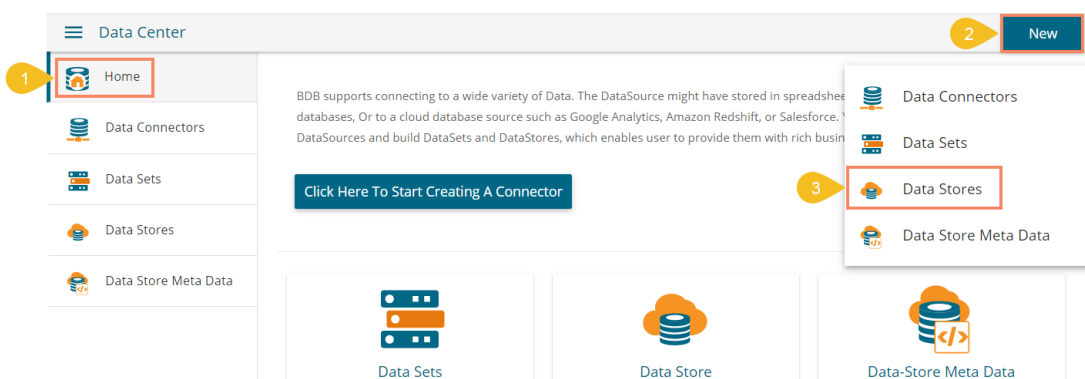 Data Center
2
New
1
Home
Data Connectors
Data Sets
Data Stores
Data Store Meta Data
BDB supports connecting to a wide variety of Data. The DataSource might have stored in
databases, Or to a cloud database source such as Google Analytics, Amazon Redshift, or Salesforce.
DataSources and build DataSets and DataStores, which enables user to provide them with rich
Click Here To Start Creating A Connector
Data Connectors
Data Sets
3
Data Stores
Data Store Meta Data
Data Sets
Data Store
Data-Store Meta Data